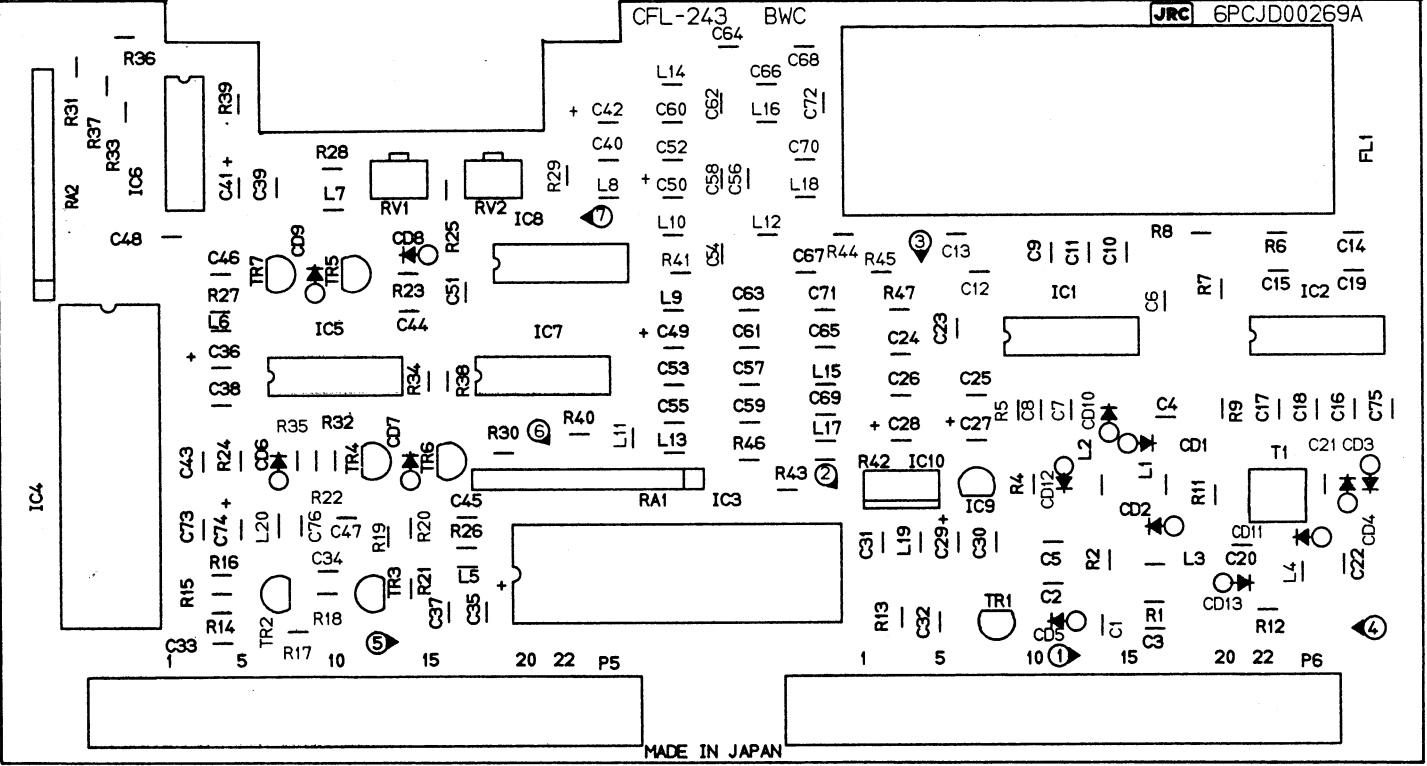 CFL-243 BWC
JRC 6PCJD00269A
C64
R36
C68
L14
C66
R31
R37
R33
R39
C42
C60
C62
L16
C72
IC6
RA2
R28
C40
C52
C70
FL1
C41
C39
L7
RV1
RV2
R29
L8
C50
C58
C56
L18
IC8
7
C48
CD9
CD8
R25
L10
L12
R44
3
C13
C9
C11
C10
R8
R6
C14
C46
TR7
TR5
R41
C54
C67
R45
R27
R23
C51
C12
IC1
R7
C15
IC2
C19
L6
C44
L9
C63
C71
R47
C6
IC5
IC7
C49
C61
C65
C24
C23
C36
C38
R34
R38
C53
C57
L15
C26
C25
C55
C59
C69
R5
C8
C7
CD10
C4
R9
C17
C18
C16
C75
R35
R32
R30
6
R40
L11
L13
R46
L17
C28
C27
C43
R24
CD6
TR4
CD7
TR6
R43
2
R42
IC10
R4
CD12
L2
CD1
L1
T1
C21
CD3
IC4
R22
C45
RA1
IC3
IC9
R11
CD2
C73
C74
L20
C76
C47
R19
R20
R26
C31
L19
C29
C30
CD11
CD4
R16
C34
L5
C5
R2
L3
C20
L4
C22
R15
TR3
R21
C2
CD13
R18
C37
C35
R13
C32
TR1
R1
R14
TR2
C33
R17
5
CD5
C1
C3
R12
4
1 5 10 15 20 22 P5
1 5 10 1 15 20 22 P6
MADE IN JAPAN